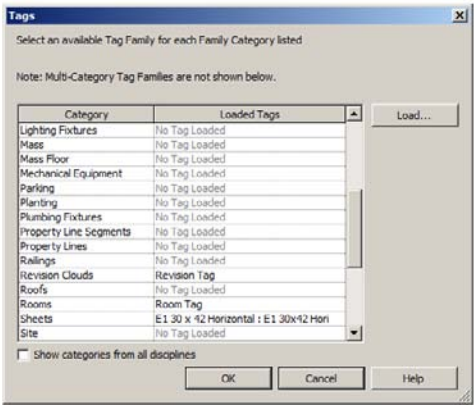 Tags
Select an available Tag Family for each Family Category listed
Note: Multi-Category Tag Families are not shown below.
Category Loaded Tags Load...
Lighting Fixtures No Tag Loaded
Mass No Tag Loaded
Mass Floor No Tag Loaded
Mechanical Equipment No Tag Loaded
Parking No Tag Loaded
Planting No Tag Loaded
Plumbing Fixtures No Tag Loaded
Property Line Segments No Tag Loaded
Property Lines No Tag Loaded
Railings No Tag Loaded
Revision Clouds Revision Tag
Roofs No Tag Loaded
Rooms Room Tag
Sheets E1 30 x 42 Horizontal : E1 30x42 Hori
Site No Tag Loaded
Show categories from all disciplines
OK Cancel Help